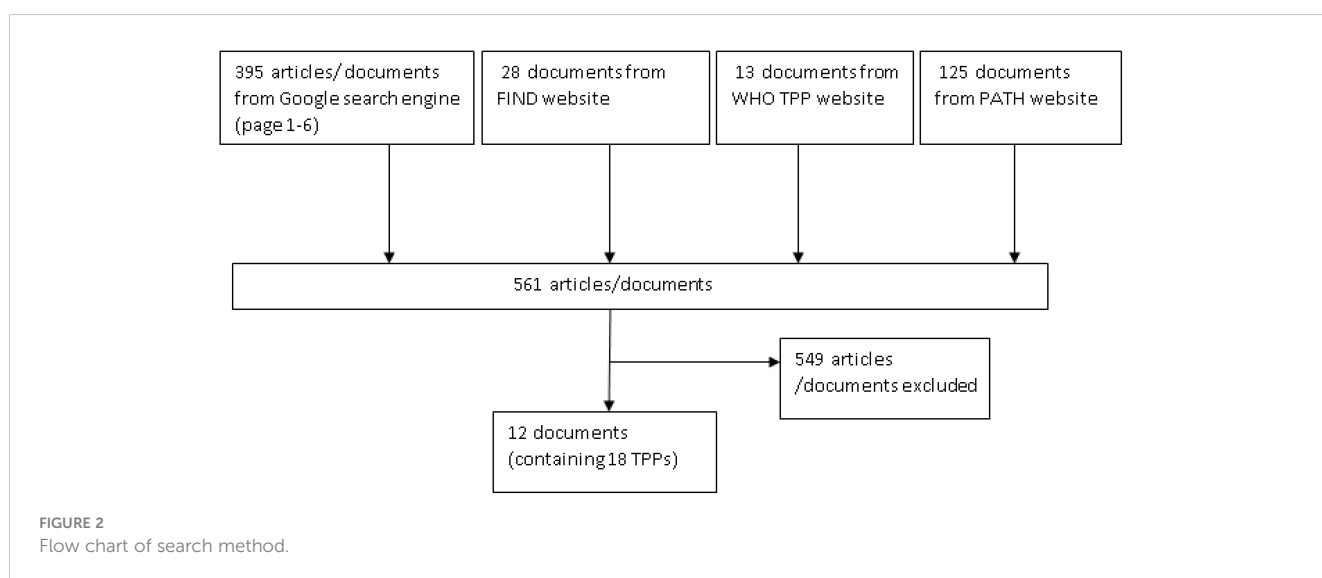 395 articles/documents
from Google search engine
(page 1-6)
28 documents from
FIND website
13 documents from
WHO TPP website
125 documents
from PATH website
561 articles/documents
549 articles
/documents excluded
12 documents
(containing 18 TPPs)
FIGURE 2
Flow chart of search method.